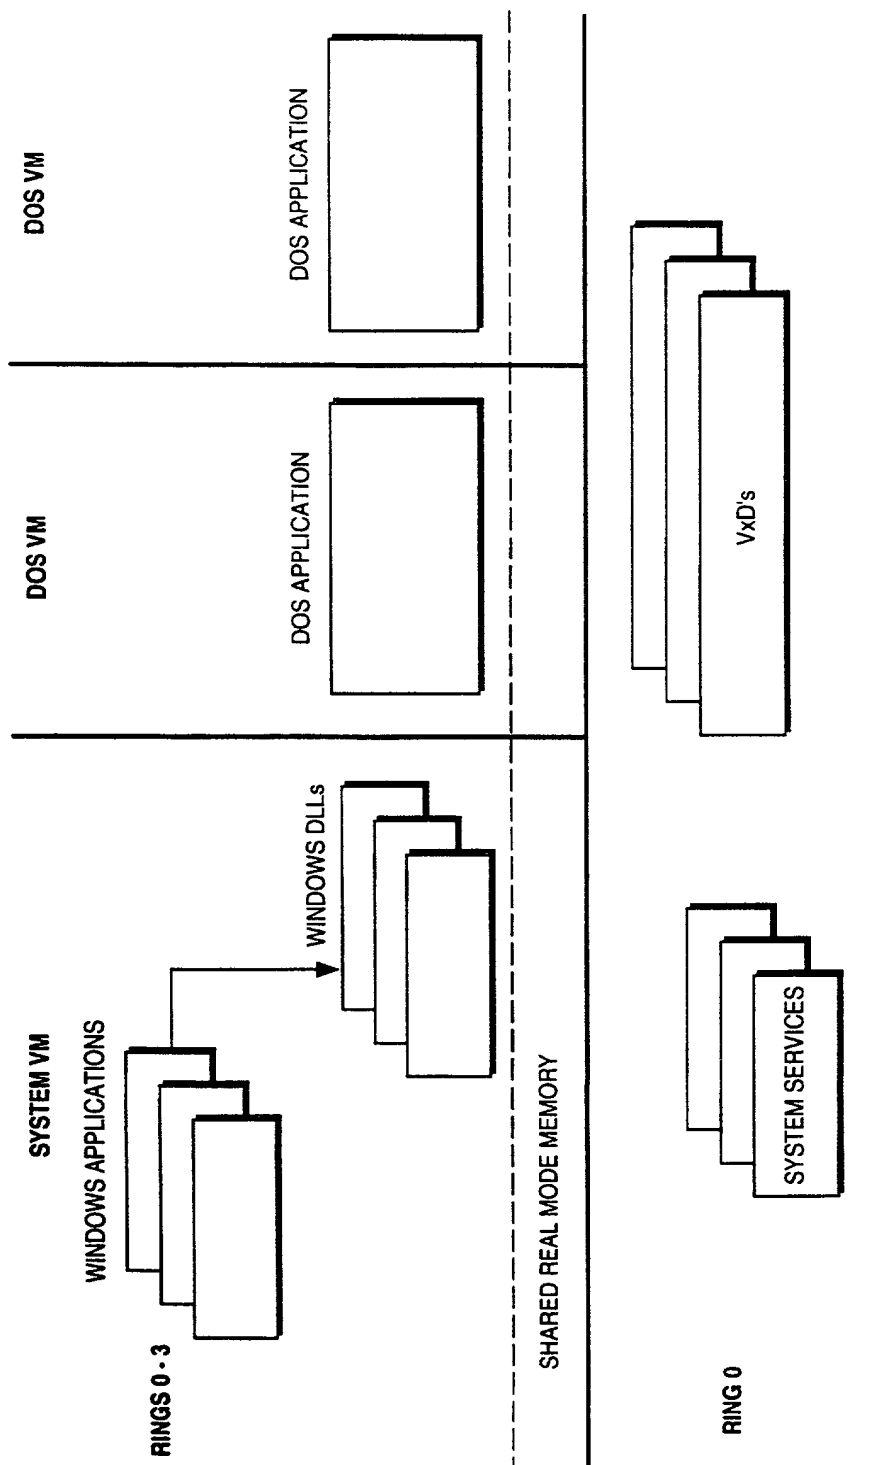 SYSTEM VM
DOS VM
DOS VM
WINDOWS APPLICATIONS
RINGS 0 - 3
WINDOWS DLLs
DOS APPLICATION
DOS APPLICATION
SHARED REAL MODE MEMORY
RING 0
SYSTEM SERVICES
VxD's